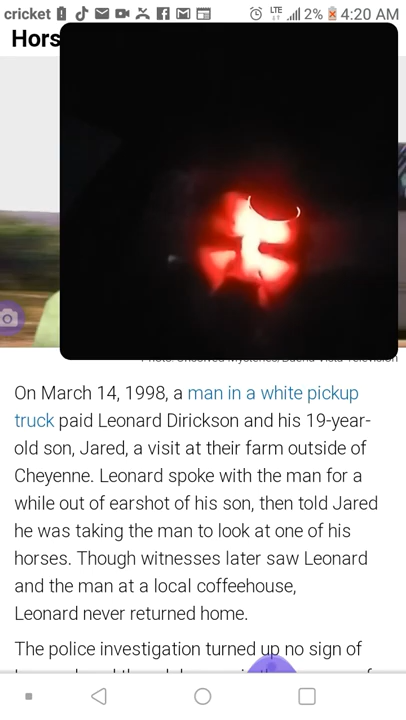 cricket LTE 2% 4:20 AM
Hors
On March 14, 1998, a man in a white pickup
truck paid Leonard Dirickson and his 19-year-
old son, Jared, a visit at their farm outside of
Cheyenne. Leonard spoke with the man for a
while out of earshot of his son, then told Jared
he was taking the man to look at one of his
horses. Though witnesses later saw Leonard
and the man at a local coffeehouse,
Leonard never returned home.
The police investigation turned up no sign of